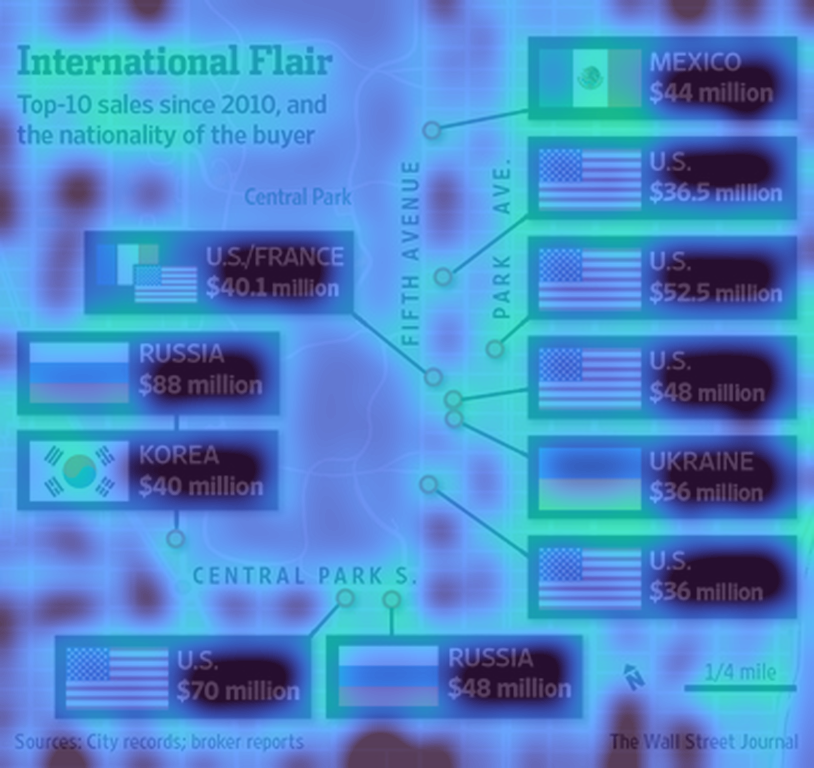 International Flair
Top-10 sales since 2010, and
the nationality of the buyer
Central Park
FIFTH AVENUE
PARK AVE.
MEXICO
$44 million
U.S.
$36.5 million
U.S.
$52.5 million
U.S.
$48 million
UKRAINE
$36 million
U.S.
$36 million
U.S./FRANCE
$40.1 million
RUSSIA
$88 million
KOREA
$40 million
CENTRAL PARK S.
U.S.
$70 million
RUSSIA
$48 million
N
1/4 mile
Sources: City records; broker reports
The Wall Street Journal